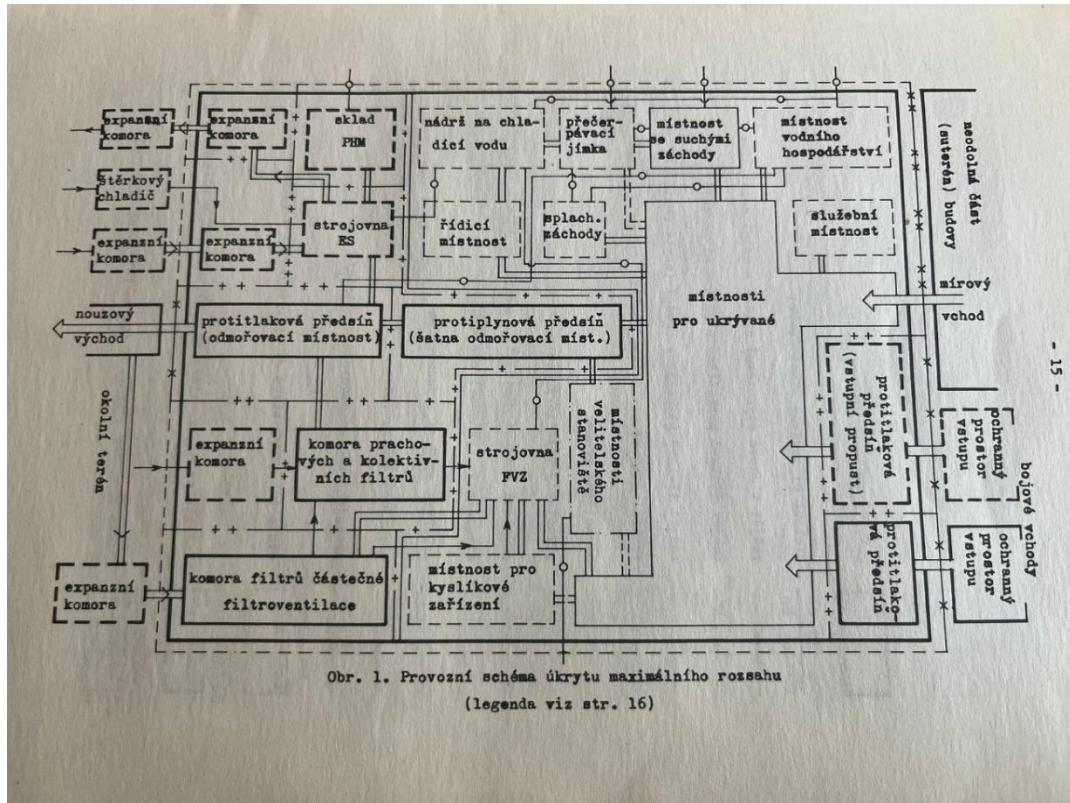 expanzní
komora
expanzní
komora
sklad
PHM
nádrž na chla-
dící vodu
přečer-
pávací
jímka
místnost
se suchými
záchody
místnost
vodního
hospodářství
neodolná část
(suterén) budovy
štěrkový
chladič
strojovna
ES
řídicí
místnost
splach.
záchody
služební
místnost
expanzní
komora
expanzní
komora
místnosti
pro ukrývané
mírový
vchod
nouzový
východ
protitlaková předsíň
(odmořovací místnost)
protiplynová předsíň
(šatna odmořovací míst.)
- 15 -
okolní terén
místnosti
velitelského
stanoviště
protitlaková
předsíň
(vstupní propust)
ochranný
prostor
vstupu
bojové vchody
expanzní
komora
komora pracho-
vých a kolektiv-
ních filtrů
strojovna
FVZ
expanzní
komora
komora filtrů částečné
filtroventilace
místnost pro
kyslíkové
zařízení
protitlako-
vá předsíň
ochranný
prostor
vstupu
Obr. 1. Provozní schéma úkrytu maximálního rozsahu
(legenda viz str. 16)